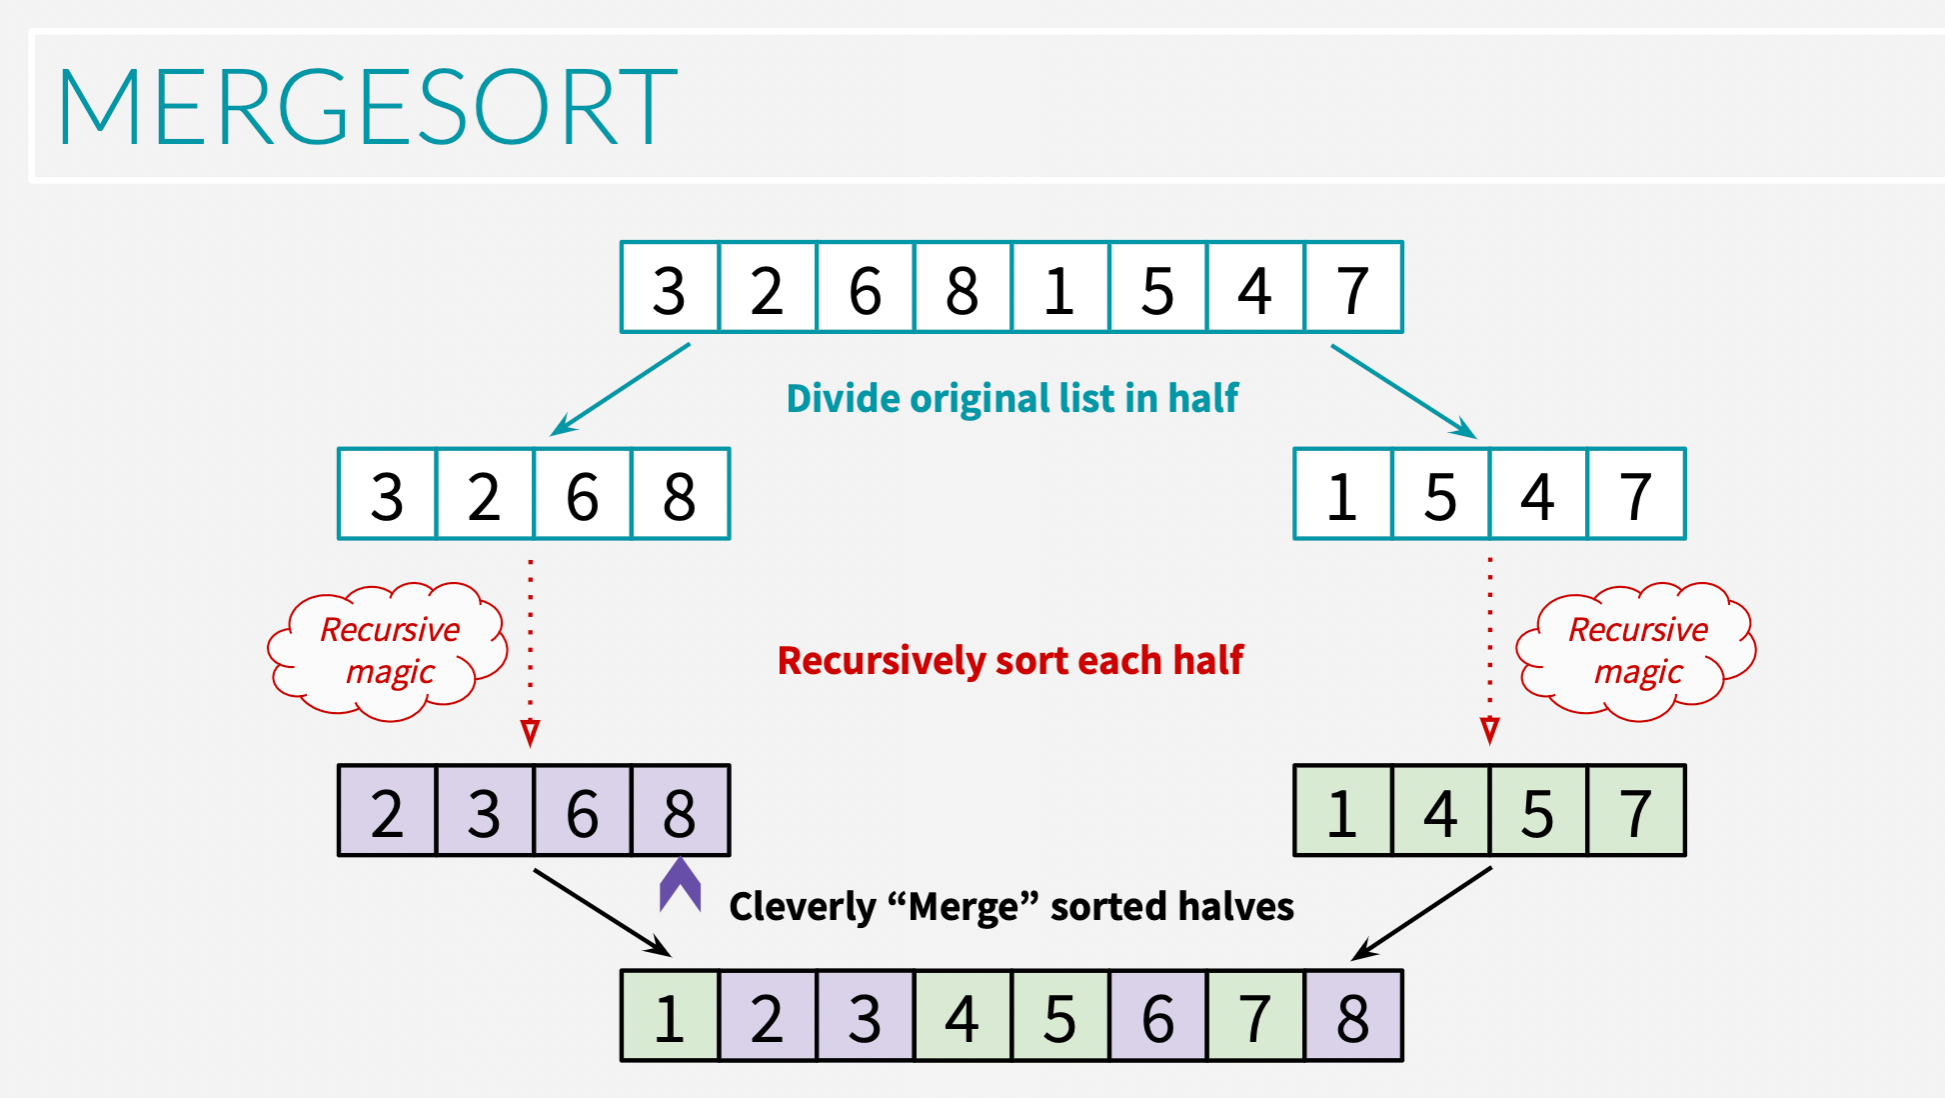 MERGESORT
3 2 6 8 1 5 4 7
Divide original list in half
3 2 6 8
1 5 4 7
Recursive
magic
Recursively sort each half
Recursive
magic
2 3 6 8
1 4 5 7
Cleverly “Merge” sorted halves
1 2 3 4 5 6 7 8